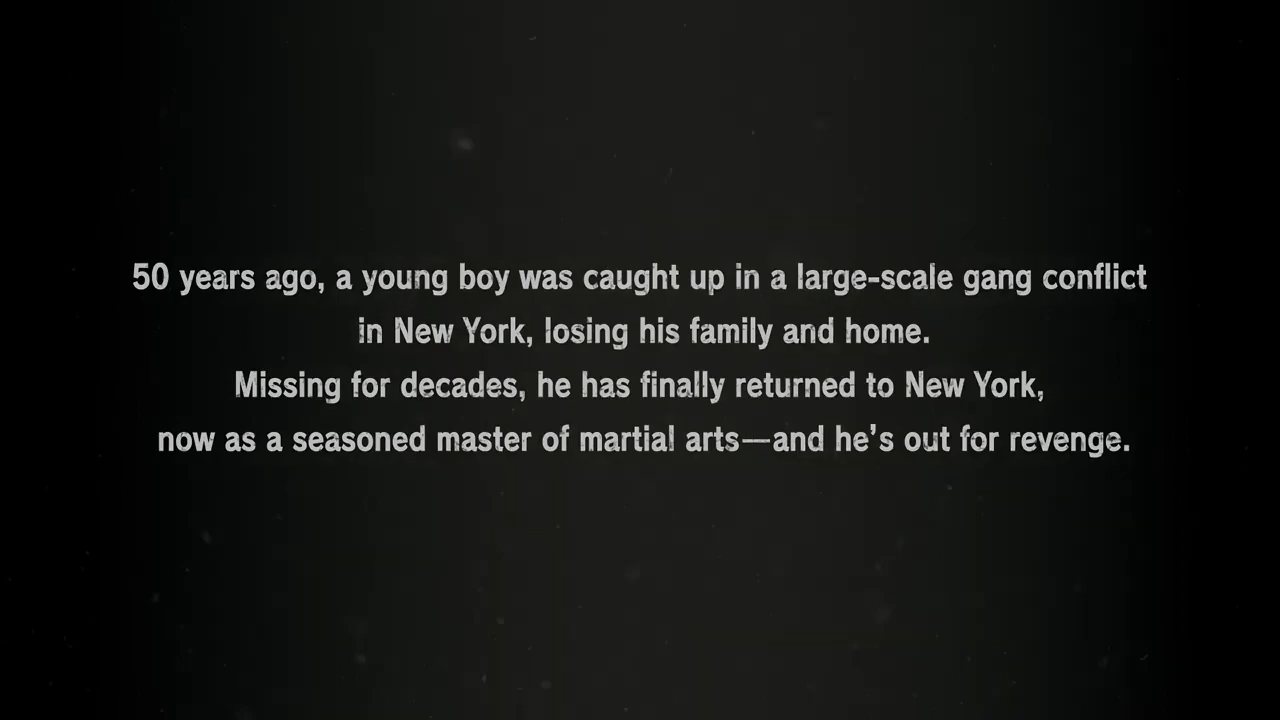 50 years ago, a young boy was caught up in a large-scale gang conflict
in New York, losing his family and home.
Missing for decades, he has finally returned to New York,
now as a seasoned master of martial arts—and he’s out for revenge.